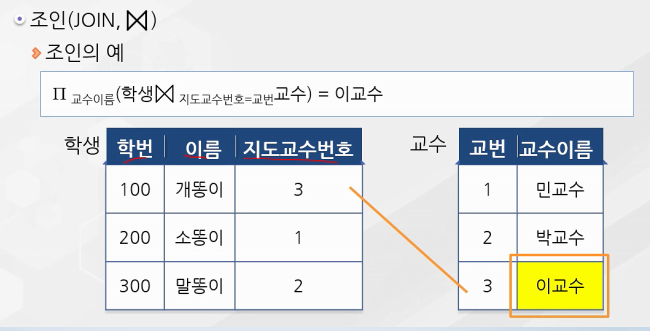 조인(JOIN, ⋈)
조인의 예
Π 교수이름(학생⋈ 지도교수번호=교번교수) = 이교수
학생
학번 이름 지도교수번호
100 개똥이 3
200 소똥이 1
300 말똥이 2
교수
교번 교수이름
1 민교수
2 박교수
3 이교수